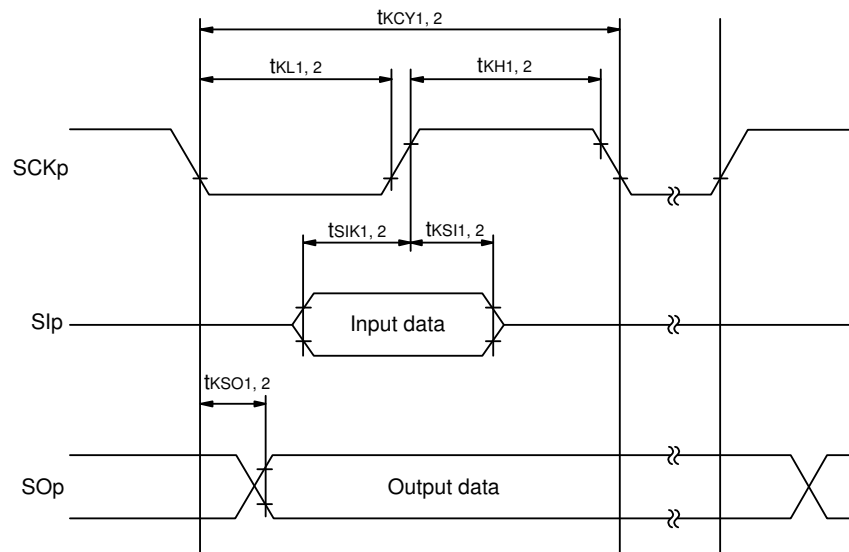 tKCY1, 2
tKL1, 2
tKH1, 2
SCKp
tSIK1, 2
tKSI1, 2
SIp
Input data
tKSO1, 2
SOp
Output data